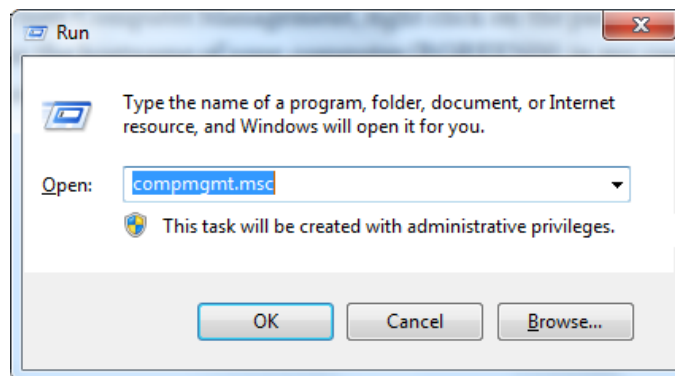 Run
Type the name of a program, folder, document, or Internet
resource, and Windows will open it for you.
Open:
compmgmt.msc
This task will be created with administrative privileges.
OK
Cancel
Browse...